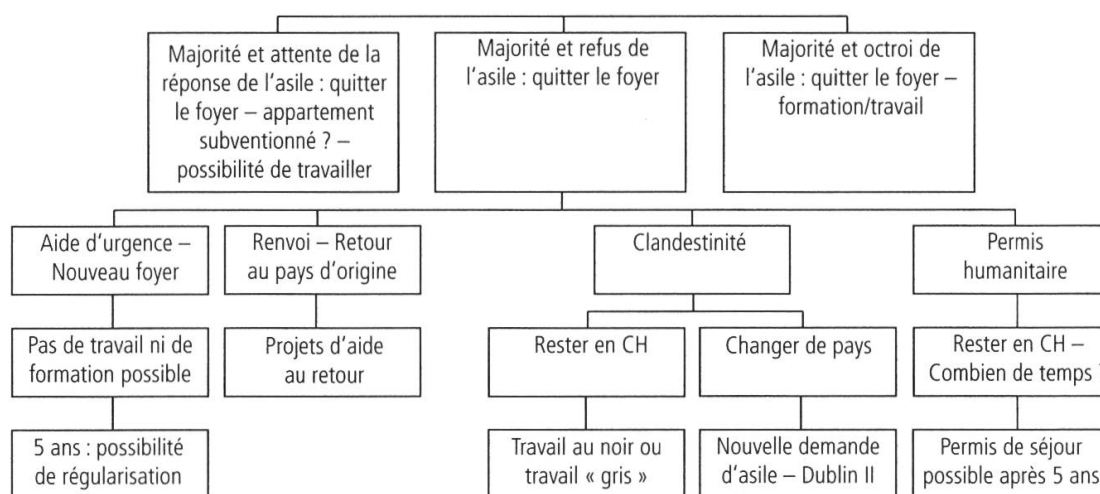 Majorité et attente de la
réponse de l'asile : quitter
le foyer – appartement
subventionné ? –
possibilité de travailler
Majorité et refus de
l'asile : quitter le foyer
Majorité et octroi de
l'asile : quitter le foyer –
formation/travail
Aide d'urgence –
Nouveau foyer
Renvoi – Retour
au pays d'origine
Clandestinité
Permis
humanitaire
Pas de travail ni de
formation possible
Projets d'aide
au retour
Rester en CH
Changer de pays
Rester en CH –
Combien de temps ?
5 ans : possibilité
de régularisation
Travail au noir ou
travail « gris »
Nouvelle demande
d'asile – Dublin II
Permis de séjour
possible après 5 ans